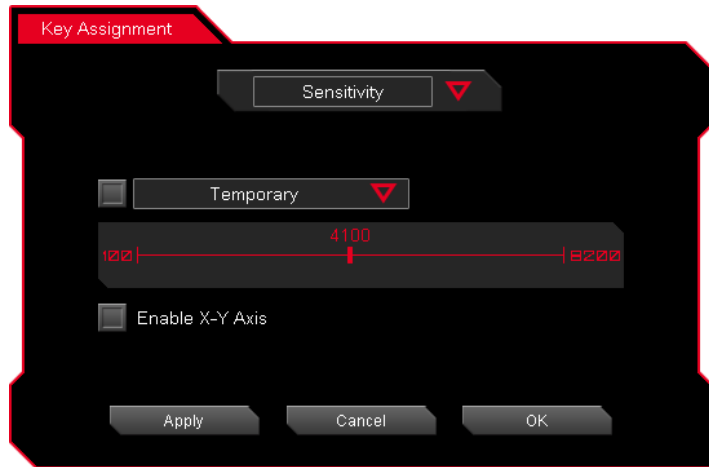 Key Assignment
Sensitivity
Temporary
4100
100 8200
Enable X-Y Axis
Apply Cancel OK